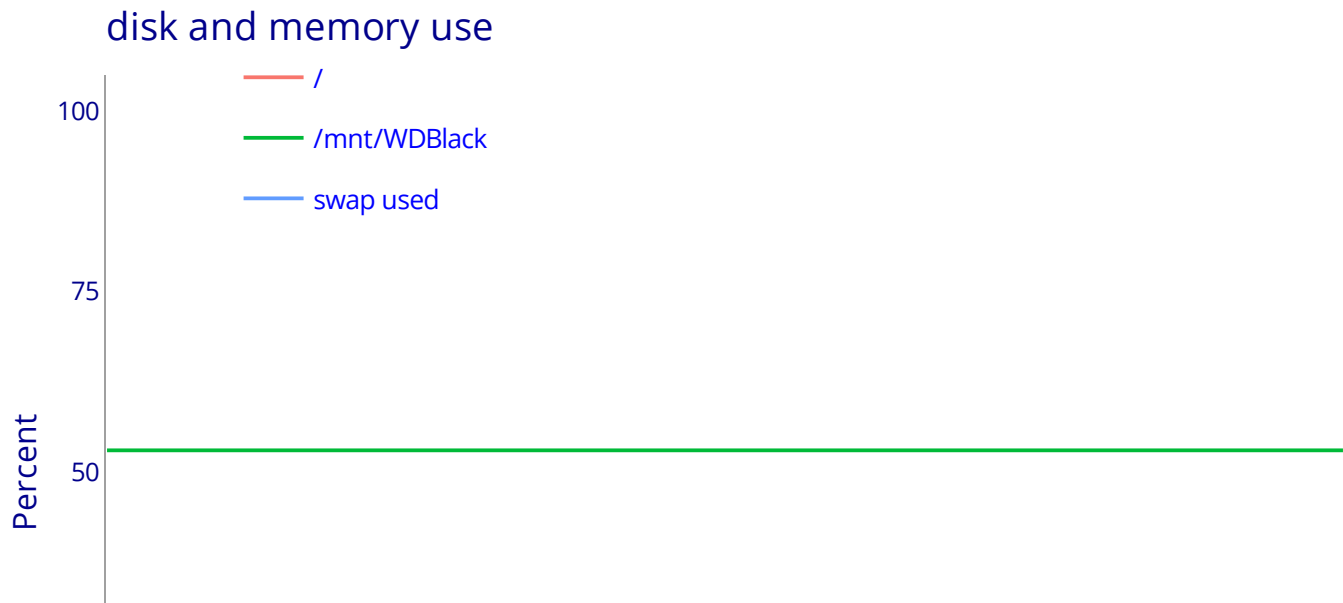 disk and memory use
/
100
/mnt/WDBlack
swap used
75
50
Percent